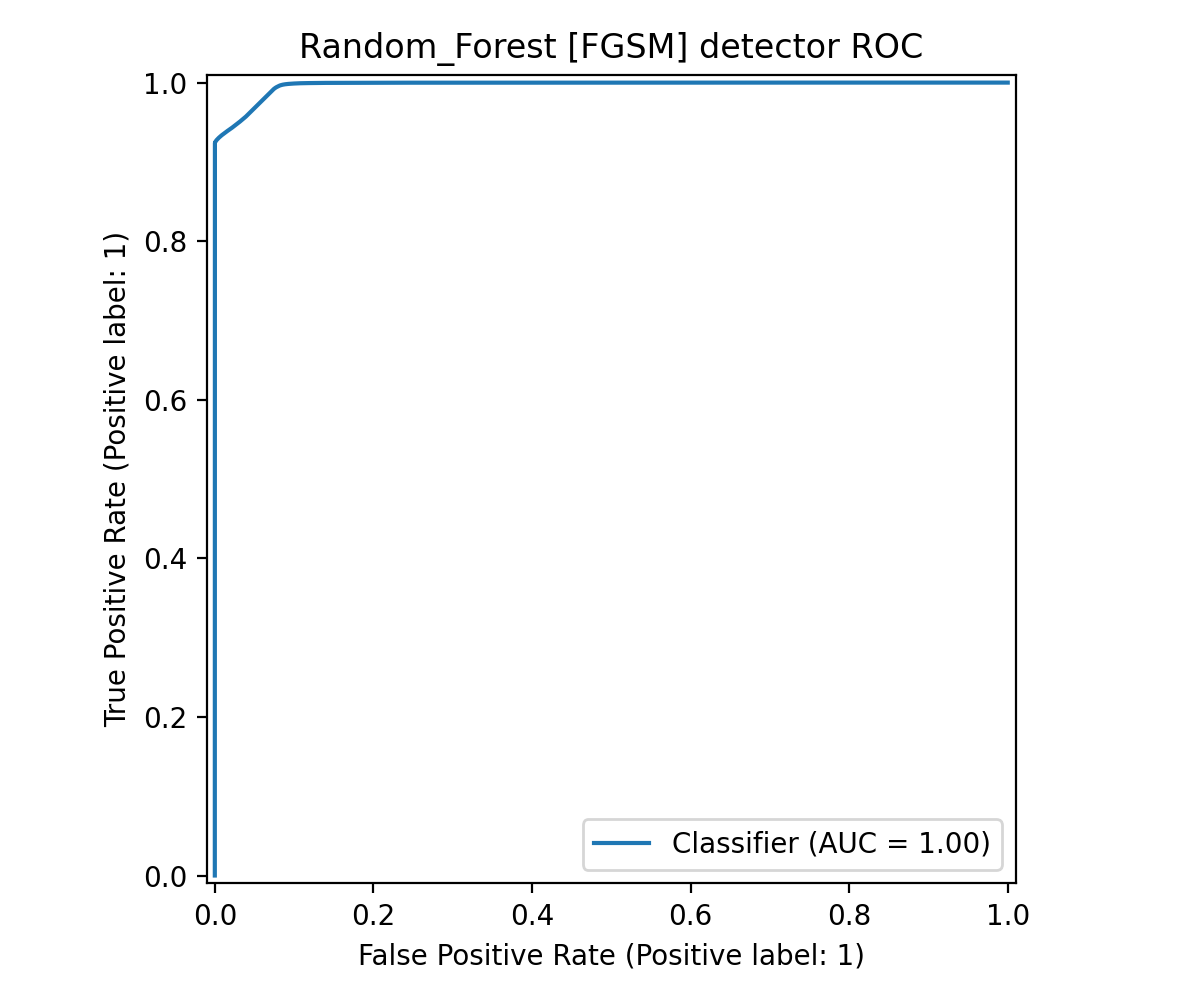 Random_Forest [FGSM] detector ROC
1.0
0.8
0.6
0.4
0.2
0.0
True Positive Rate (Positive label: 1)
Classifier (AUC = 1.00)
0.0 0.2 0.4 0.6 0.8 1.0
False Positive Rate (Positive label: 1)